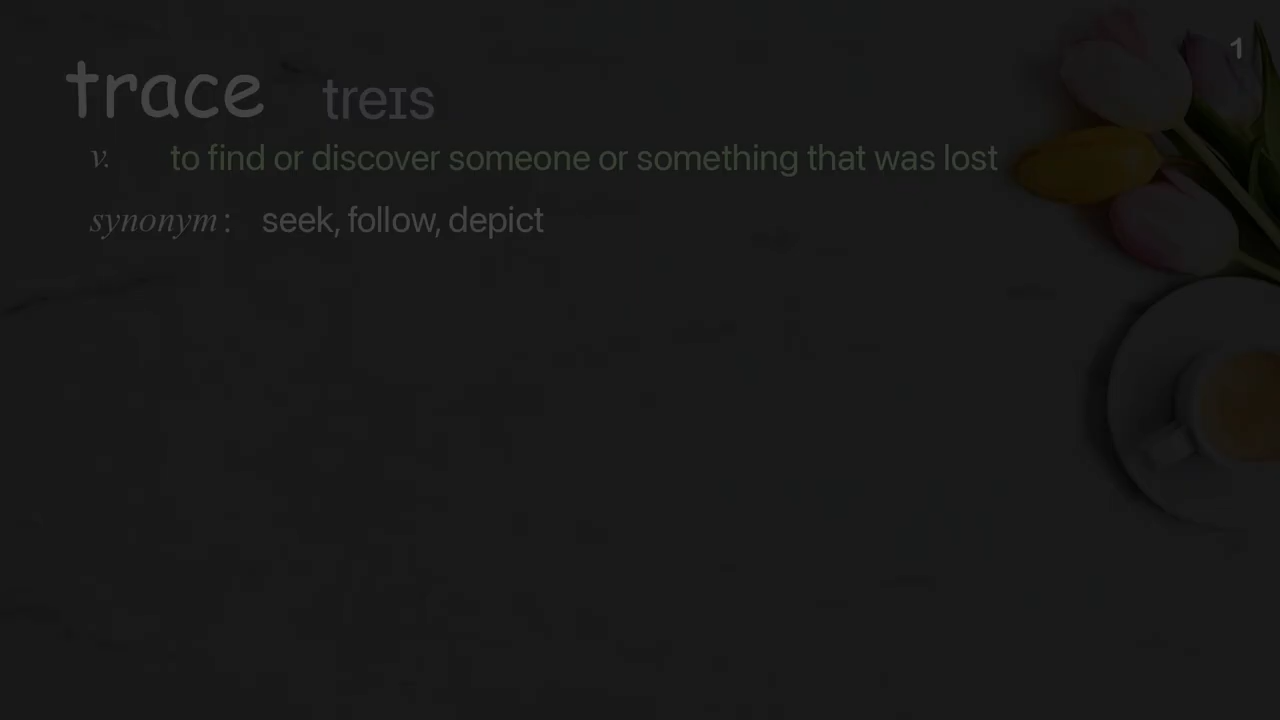 1
trace treɪs
v. to find or discover someone or something that was lost
synonym : seek, follow, depict